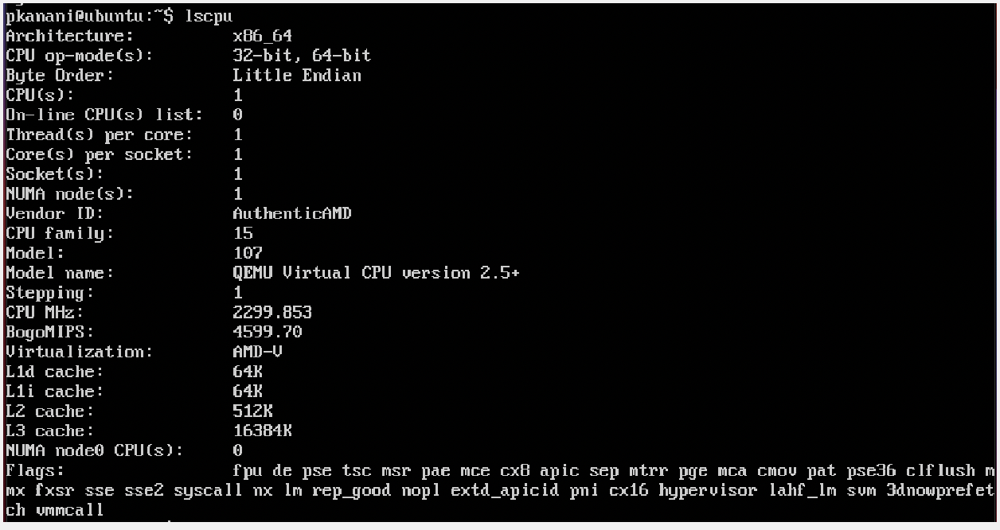 pkanani@ubuntu:~$ lscpu
Architecture: x86_64
CPU op-mode(s): 32-bit, 64-bit
Byte Order: Little Endian
CPU(s): 1
On-line CPU(s) list: 0
Thread(s) per core: 1
Core(s) per socket: 1
Socket(s): 1
NUMA node(s): 1
Vendor ID: AuthenticAMD
CPU family: 15
Model: 107
Model name: QEMU Virtual CPU version 2.5+
Stepping: 1
CPU MHz: 2299.853
BogoMIPS: 4599.70
Virtualization: AMD-V
L1d cache: 64K
L1i cache: 64K
L2 cache: 512K
L3 cache: 16384K
NUMA node0 CPU(s): 0
Flags: fpu de pse tsc msr pae mce cx8 apic sep mtrr pge mca cmov pat pse36 clflush m
mx fxsr sse sse2 syscall nx lm rep_good nopl extd_apicid pni cx16 hypervisor lahf_lm svm 3dnowprefet
ch vmmcall